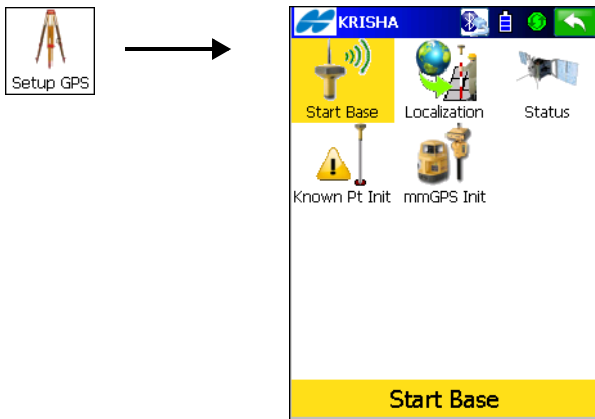 Setup GPS
KRISHA
Start Base Localization Status
Known Pt Init mmGPS Init
Start Base